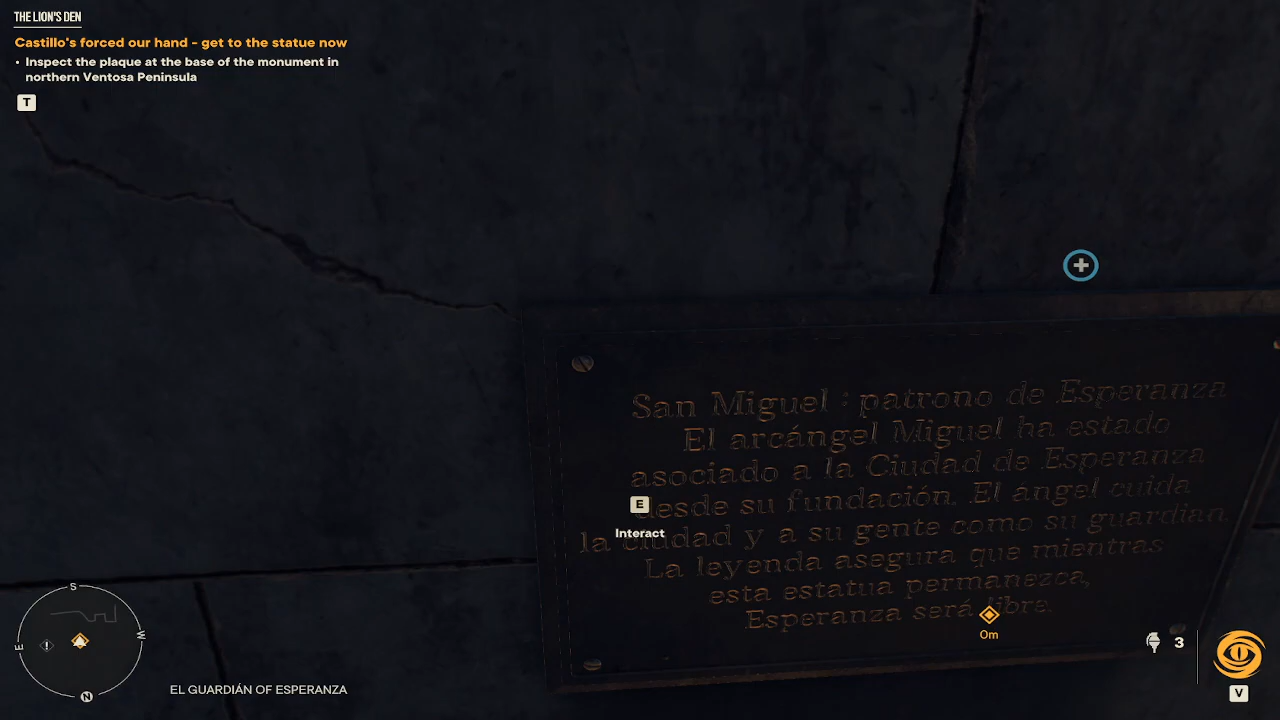 THE LION'S DEN
Castillo's forced our hand - get to the statue now
• Inspect the plaque at the base of the monument in
northern Ventosa Peninsula
T
San Miguel : patrono de Esperanza
El arcángel Miguel ha estado
asociado a la Ciudad de Esperanza
desde su fundación. El ángel cuida
la ciudad y a su gente como su guardian.
La leyenda asegura que mientras
esta estatua permanezca,
Esperanza será libre.
E
Interact
0m
S
E
W
N
!
EL GUARDIÁN OF ESPERANZA
3
V